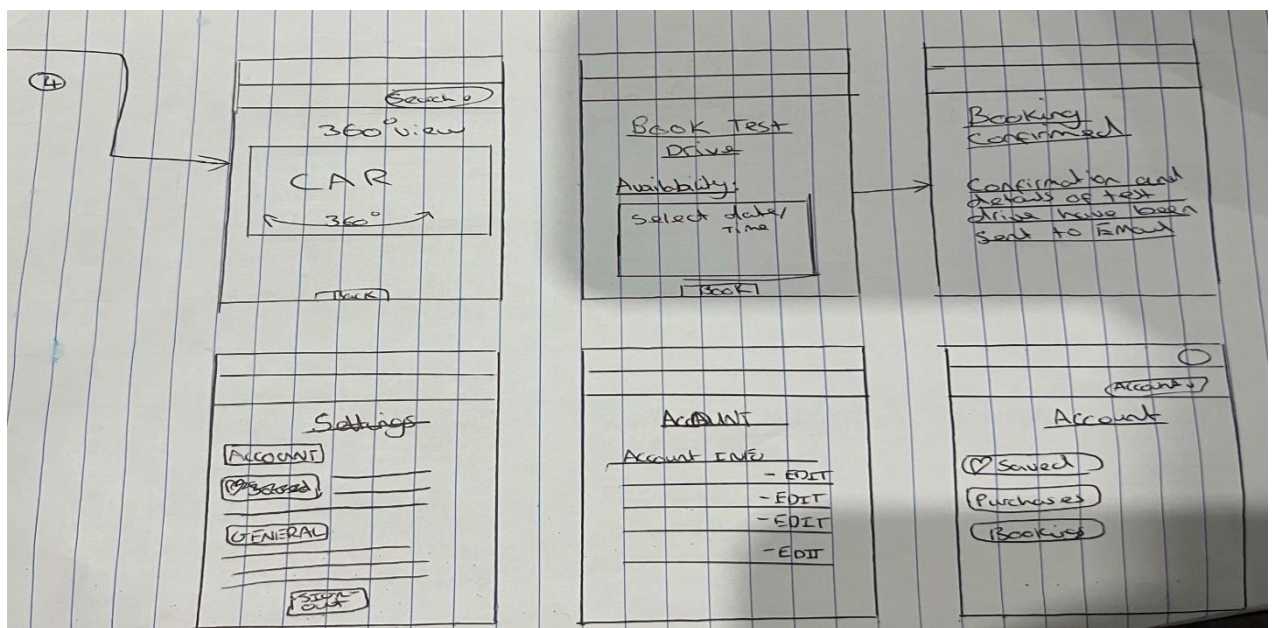 4
Search
360° view
CAR
360°
Back
Book Test
Drive
Availability:
Select date/
Time
BOOK
Booking
Confirmed
Confirmation and
details of test
drive have been
sent to Email
Settings
ACCOUNT
GENERAL
SIGN
out
ACCOUNT
Account INFO
- EDIT
- EDIT
- EDIT
- EDIT
Account
Account
Saved
Purchases
Bookings